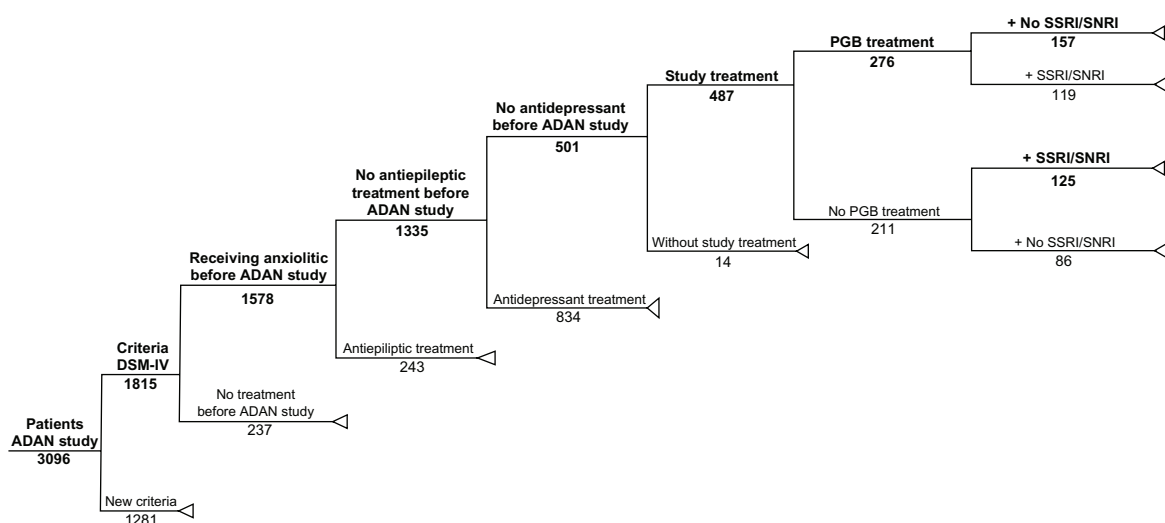 + No SSRI/SNRI
157
PGB treatment
276
+ SSRI/SNRI
119
Study treatment
487
No antidepressant
before ADAN study
501
+ SSRI/SNRI
125
No antiepileptic
treatment before
ADAN study
1335
No PGB treatment
211
Without study treatment
14
+ No SSRI/SNRI
86
Receiving anxiolitic
before ADAN study
1578
Antidepressant treatment
834
Criteria
DSM-IV
1815
Antiepiliptic treatment
243
No treatment
before ADAN study
237
Patients
ADAN study
3096
New criteria
1281